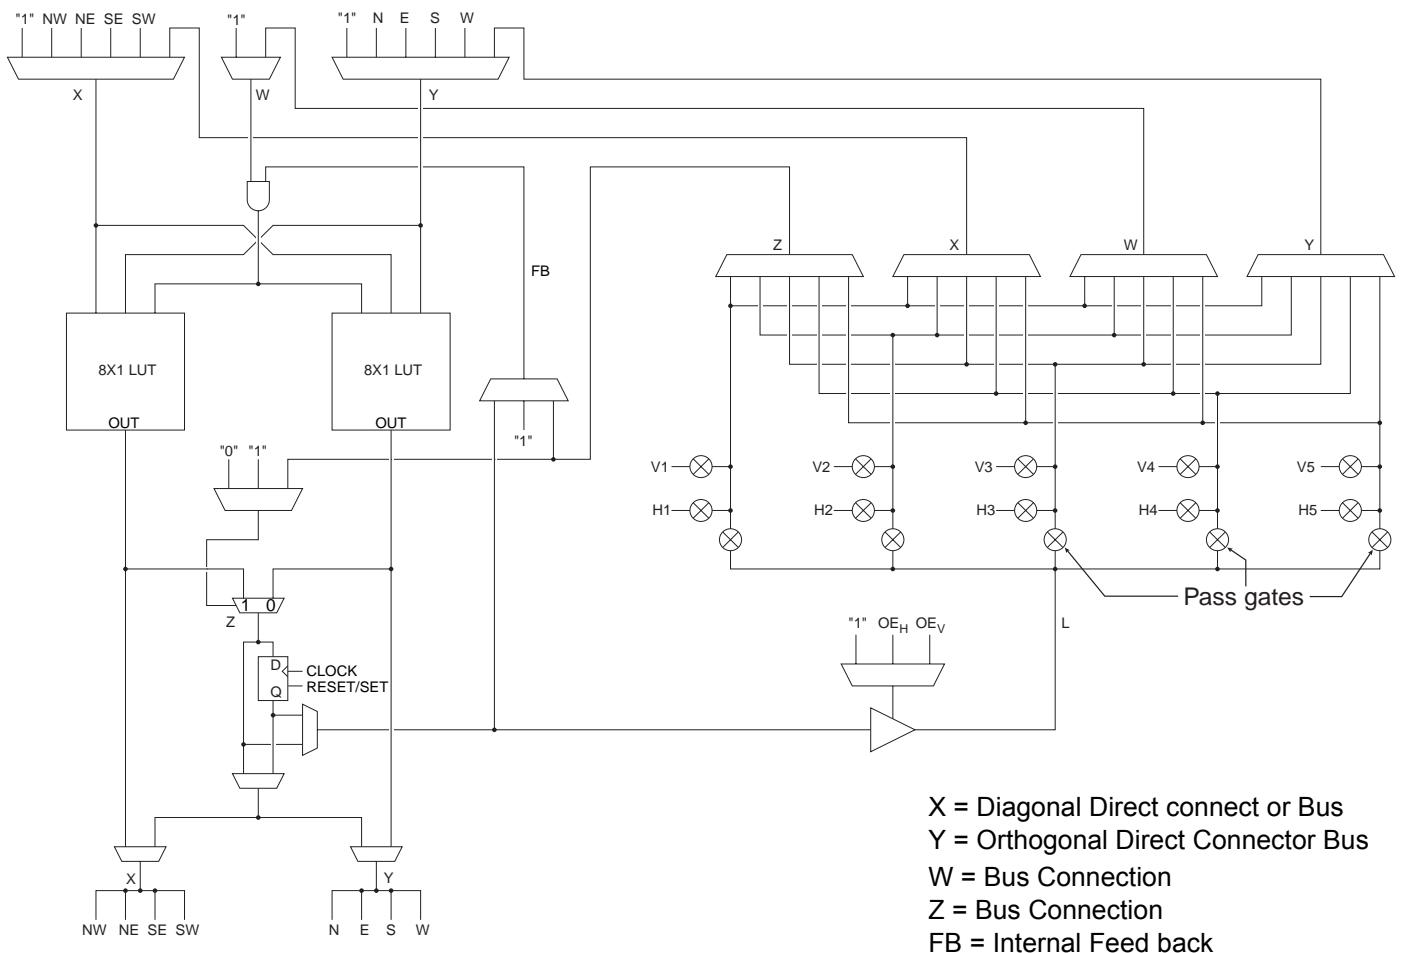 "1" NW NE SE SW "1" "1" N E S W
X W Y
Z X W Y
FB
8X1 LUT 8X1 LUT
OUT OUT
"1"
"0" "1"
V1 V2 V3 V4 V5
H1 H2 H3 H4 H5
Pass gates
1 0
Z
"1" OEH OEV
L
D
CLOCK
Q
RESET/SET
X Y
NW NE SE SW N E S W
X = Diagonal Direct connect or Bus
Y = Orthogonal Direct Connector Bus
W = Bus Connection
Z = Bus Connection
FB = Internal Feed back